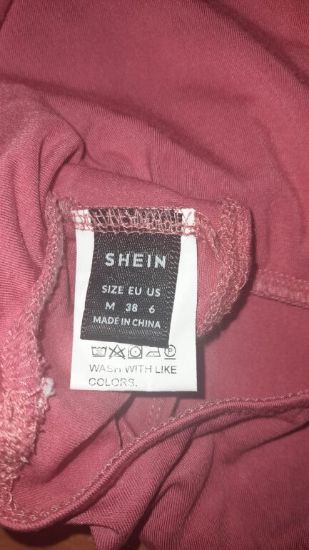 SHEIN
SIZE EU US
M 38 6
MADE IN CHINA
WASH WITH LIKE
COLORS.